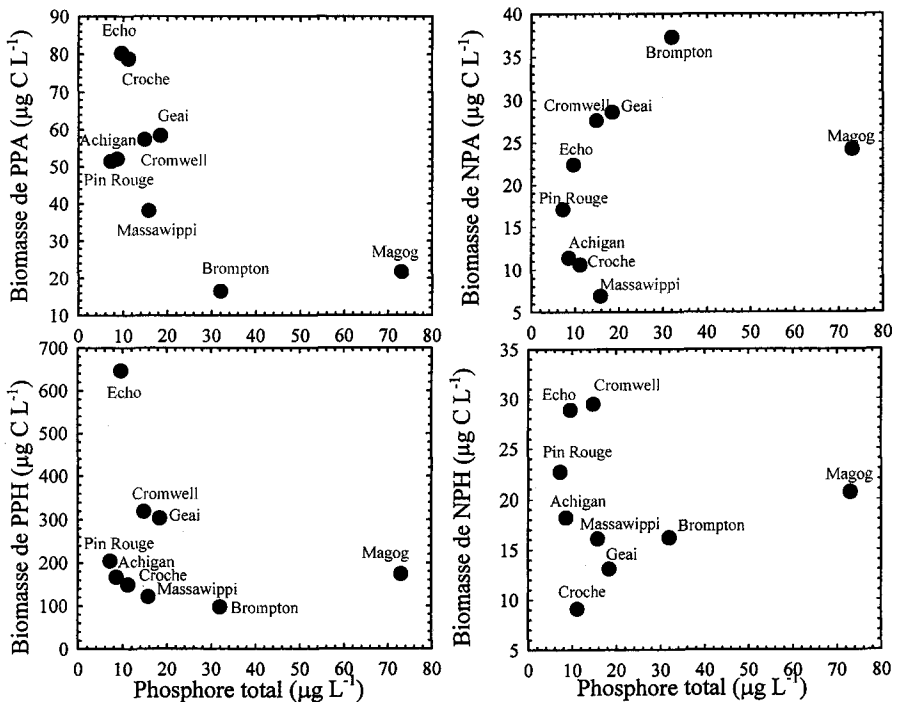 Biomasse de PPA (µg C L⁻¹)
90
80
70
60
50
40
30
20
10
Echo
Croche
Geai
Achigan
Cromwell
Pin Rouge
Massawippi
Brompton
Magog
0 10 20 30 40 50 60 70 80
Biomasse de NPA (µg C L⁻¹)
40
35
30
25
20
15
10
5
Brompton
Cromwell
Geai
Magog
Echo
Pin Rouge
Achigan
Croche
Massawippi
0 10 20 30 40 50 60 70 80
Biomasse de PPH (µg C L⁻¹)
700
600
500
400
300
200
100
0
Echo
Cromwell
Geai
Pin Rouge
Achigan
Croche
Massawippi
Magog
Brompton
0 10 20 30 40 50 60 70 80
Phosphore total (µg L⁻¹)
Biomasse de NPH (µg C L⁻¹)
35
30
25
20
15
10
5
Echo
Cromwell
Pin Rouge
Magog
Achigan
Massawippi
Brompton
Geai
Croche
0 10 20 30 40 50 60 70 80
Phosphore total (µg L⁻¹)